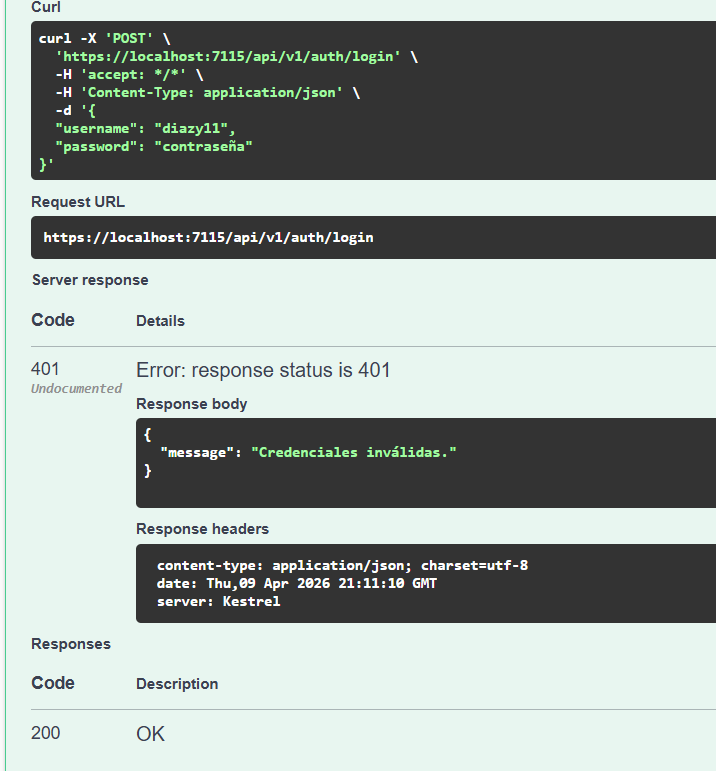 Curl
curl -X 'POST' \
'https://localhost:7115/api/v1/auth/login' \
-H 'accept: */*' \
-H 'Content-Type: application/json' \
-d '{
"username": "diazy11",
"password": "contraseña"
}'
Request URL
https://localhost:7115/api/v1/auth/login
Server response
Code Details
401 Error: response status is 401
Undocumented
Response body
{
"message": "Credenciales inválidas."
}
Response headers
content-type: application/json; charset=utf-8
date: Thu,09 Apr 2026 21:11:10 GMT
server: Kestrel
Responses
Code Description
200 OK